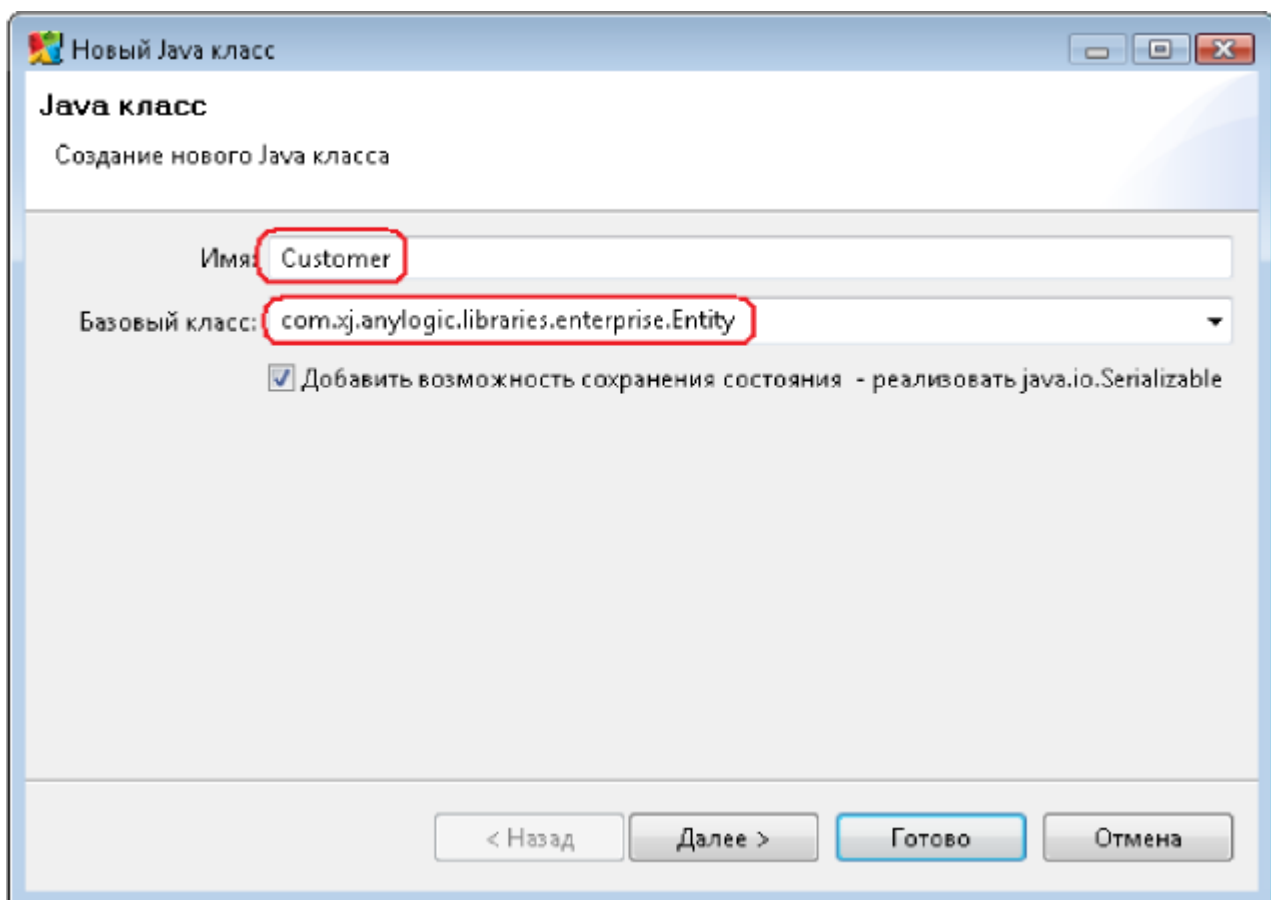 Новый Java класс
Java класс
Создание нового Java класса
Имя: Customer
Базовый класс: com.xj.anylogic.libraries.enterprise.Entity
Добавить возможность сохранения состояния - реализовать java.io.Serializable
< Назад Далее > Готово Отмена